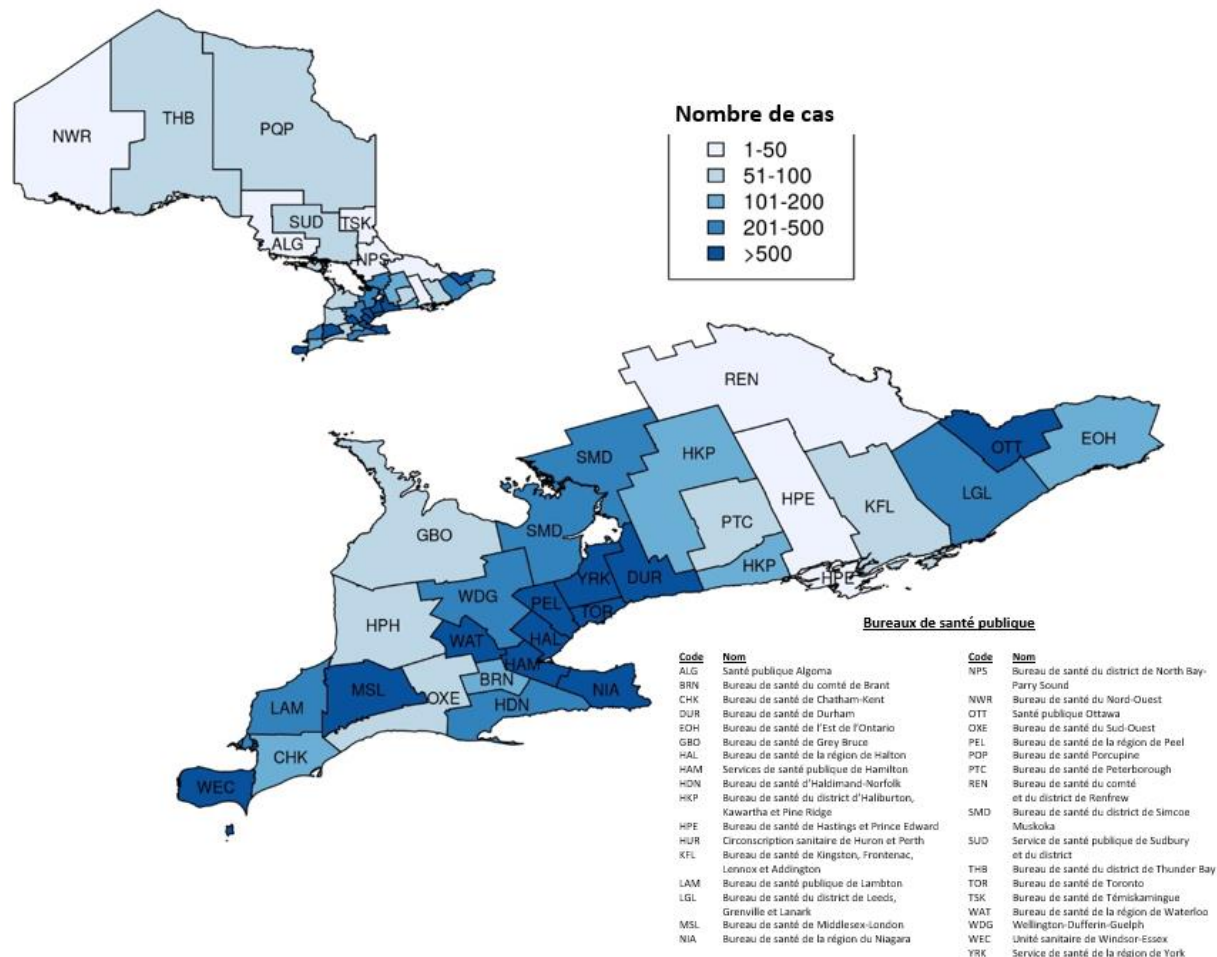 NWR
THB
PQP
SUD
TSK
ALG
NPS
Nombre de cas
1-50
51-100
101-200
201-500
>500
REN
SMD
HKP
OTT
EOH
HPE
LGL
GBO
SMD
PTC
KFL
HKP
HPE
WDG
YRK
DUR
PEL
TOR
HPH
WAT
HAL
HAM
MSL
OXE
BRN
NIA
LAM
HDN
CHK
WEC
Bureaux de santé publique
Code Nom
ALG Santé publique Algoma
BRN Bureau de santé du comté de Brant
CHK Bureau de santé de Chatham-Kent
DUR Bureau de santé de Durham
EOH Bureau de santé de l'Est de l'Ontario
GBO Bureau de santé de Grey Bruce
HAL Bureau de santé de la région de Halton
HAM Services de santé publique de Hamilton
HDN Bureau de santé d'Haldimand-Norfolk
HKP Bureau de santé du district d'Haliburton,
Kawartha et Pine Ridge
HPE Bureau de santé de Hastings et Prince Edward
HUR Circonscription sanitaire de Huron et Perth
KFL Bureau de santé de Kingston, Frontenac,
Lennox et Addington
LAM Bureau de santé publique de Lambton
LGL Bureau de santé du district de Leeds,
Grenville et Lanark
MSL Bureau de santé de Middlesex-London
NIA Bureau de santé de la région du Niagara
Code Nom
NPS Bureau de santé du district de North Bay-
Parry Sound
NWR Bureau de santé du Nord-Ouest
OTT Santé publique Ottawa
OXE Bureau de santé du Sud-Ouest
PEL Bureau de santé de la région de Peel
PQP Bureau de santé Porcupine
PTC Bureau de santé de Peterborough
REN Bureau de santé du comté
et du district de Renfrew
SMD Bureau de santé du district de Simcoe
Muskoka
SUD Service de santé publique de Sudbury
et du district
THB Bureau de santé du district de Thunder Bay
TOR Bureau de santé de Toronto
TSK Bureau de santé de Témiskamingue
WAT Bureau de santé de la région de Waterloo
WDG Wellington-Dufferin-Guelph
WEC Unité sanitaire de Windsor-Essex
YRK Service de santé de la région de York